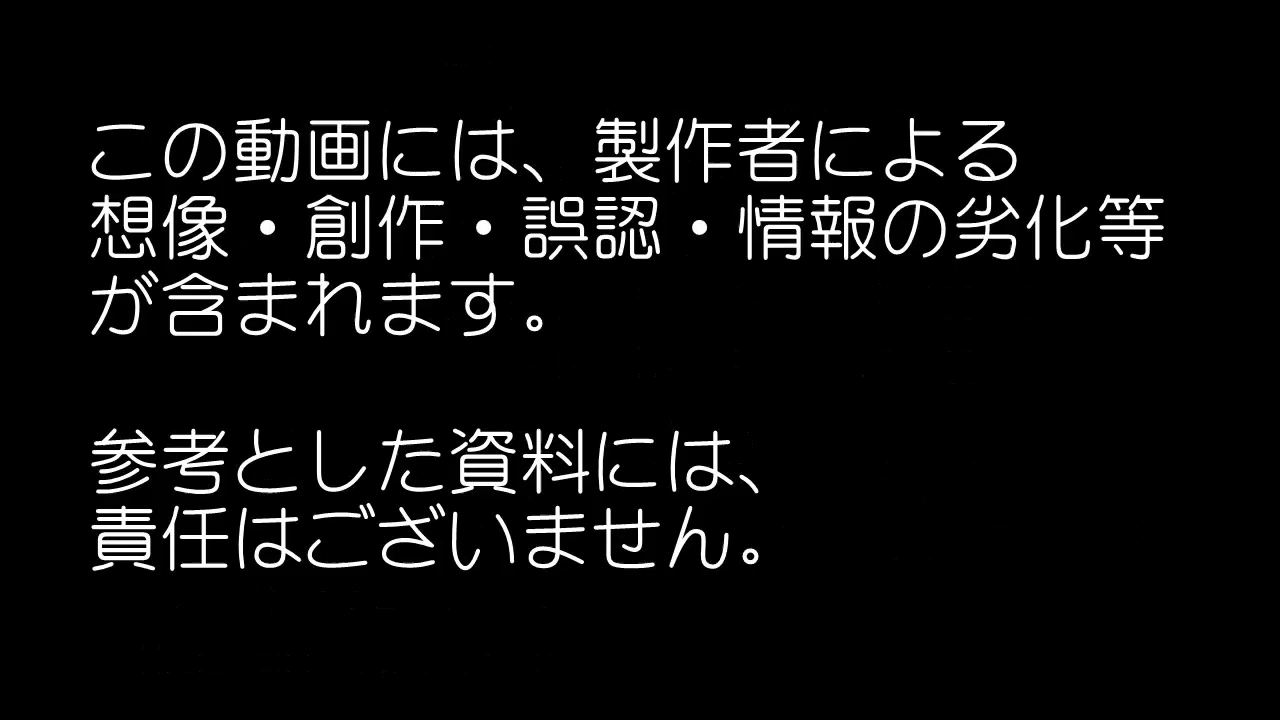 この動画には、製作者による
想像・創作・誤認・情報の劣化等
が含まれます。
参考とした資料には、
責任はございません。